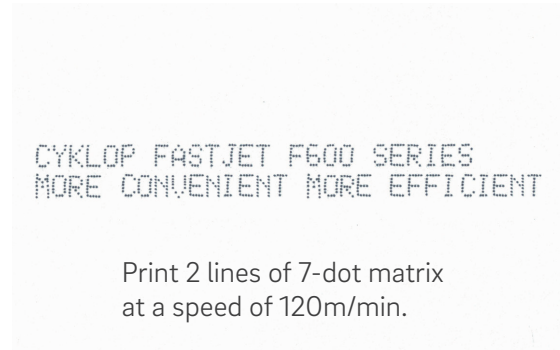 CYKLOP FASTJET F600 SERIES
MORE CONVENIENT MORE EFFICIENT
Print 2 lines of 7-dot matrix
at a speed of 120m/min.